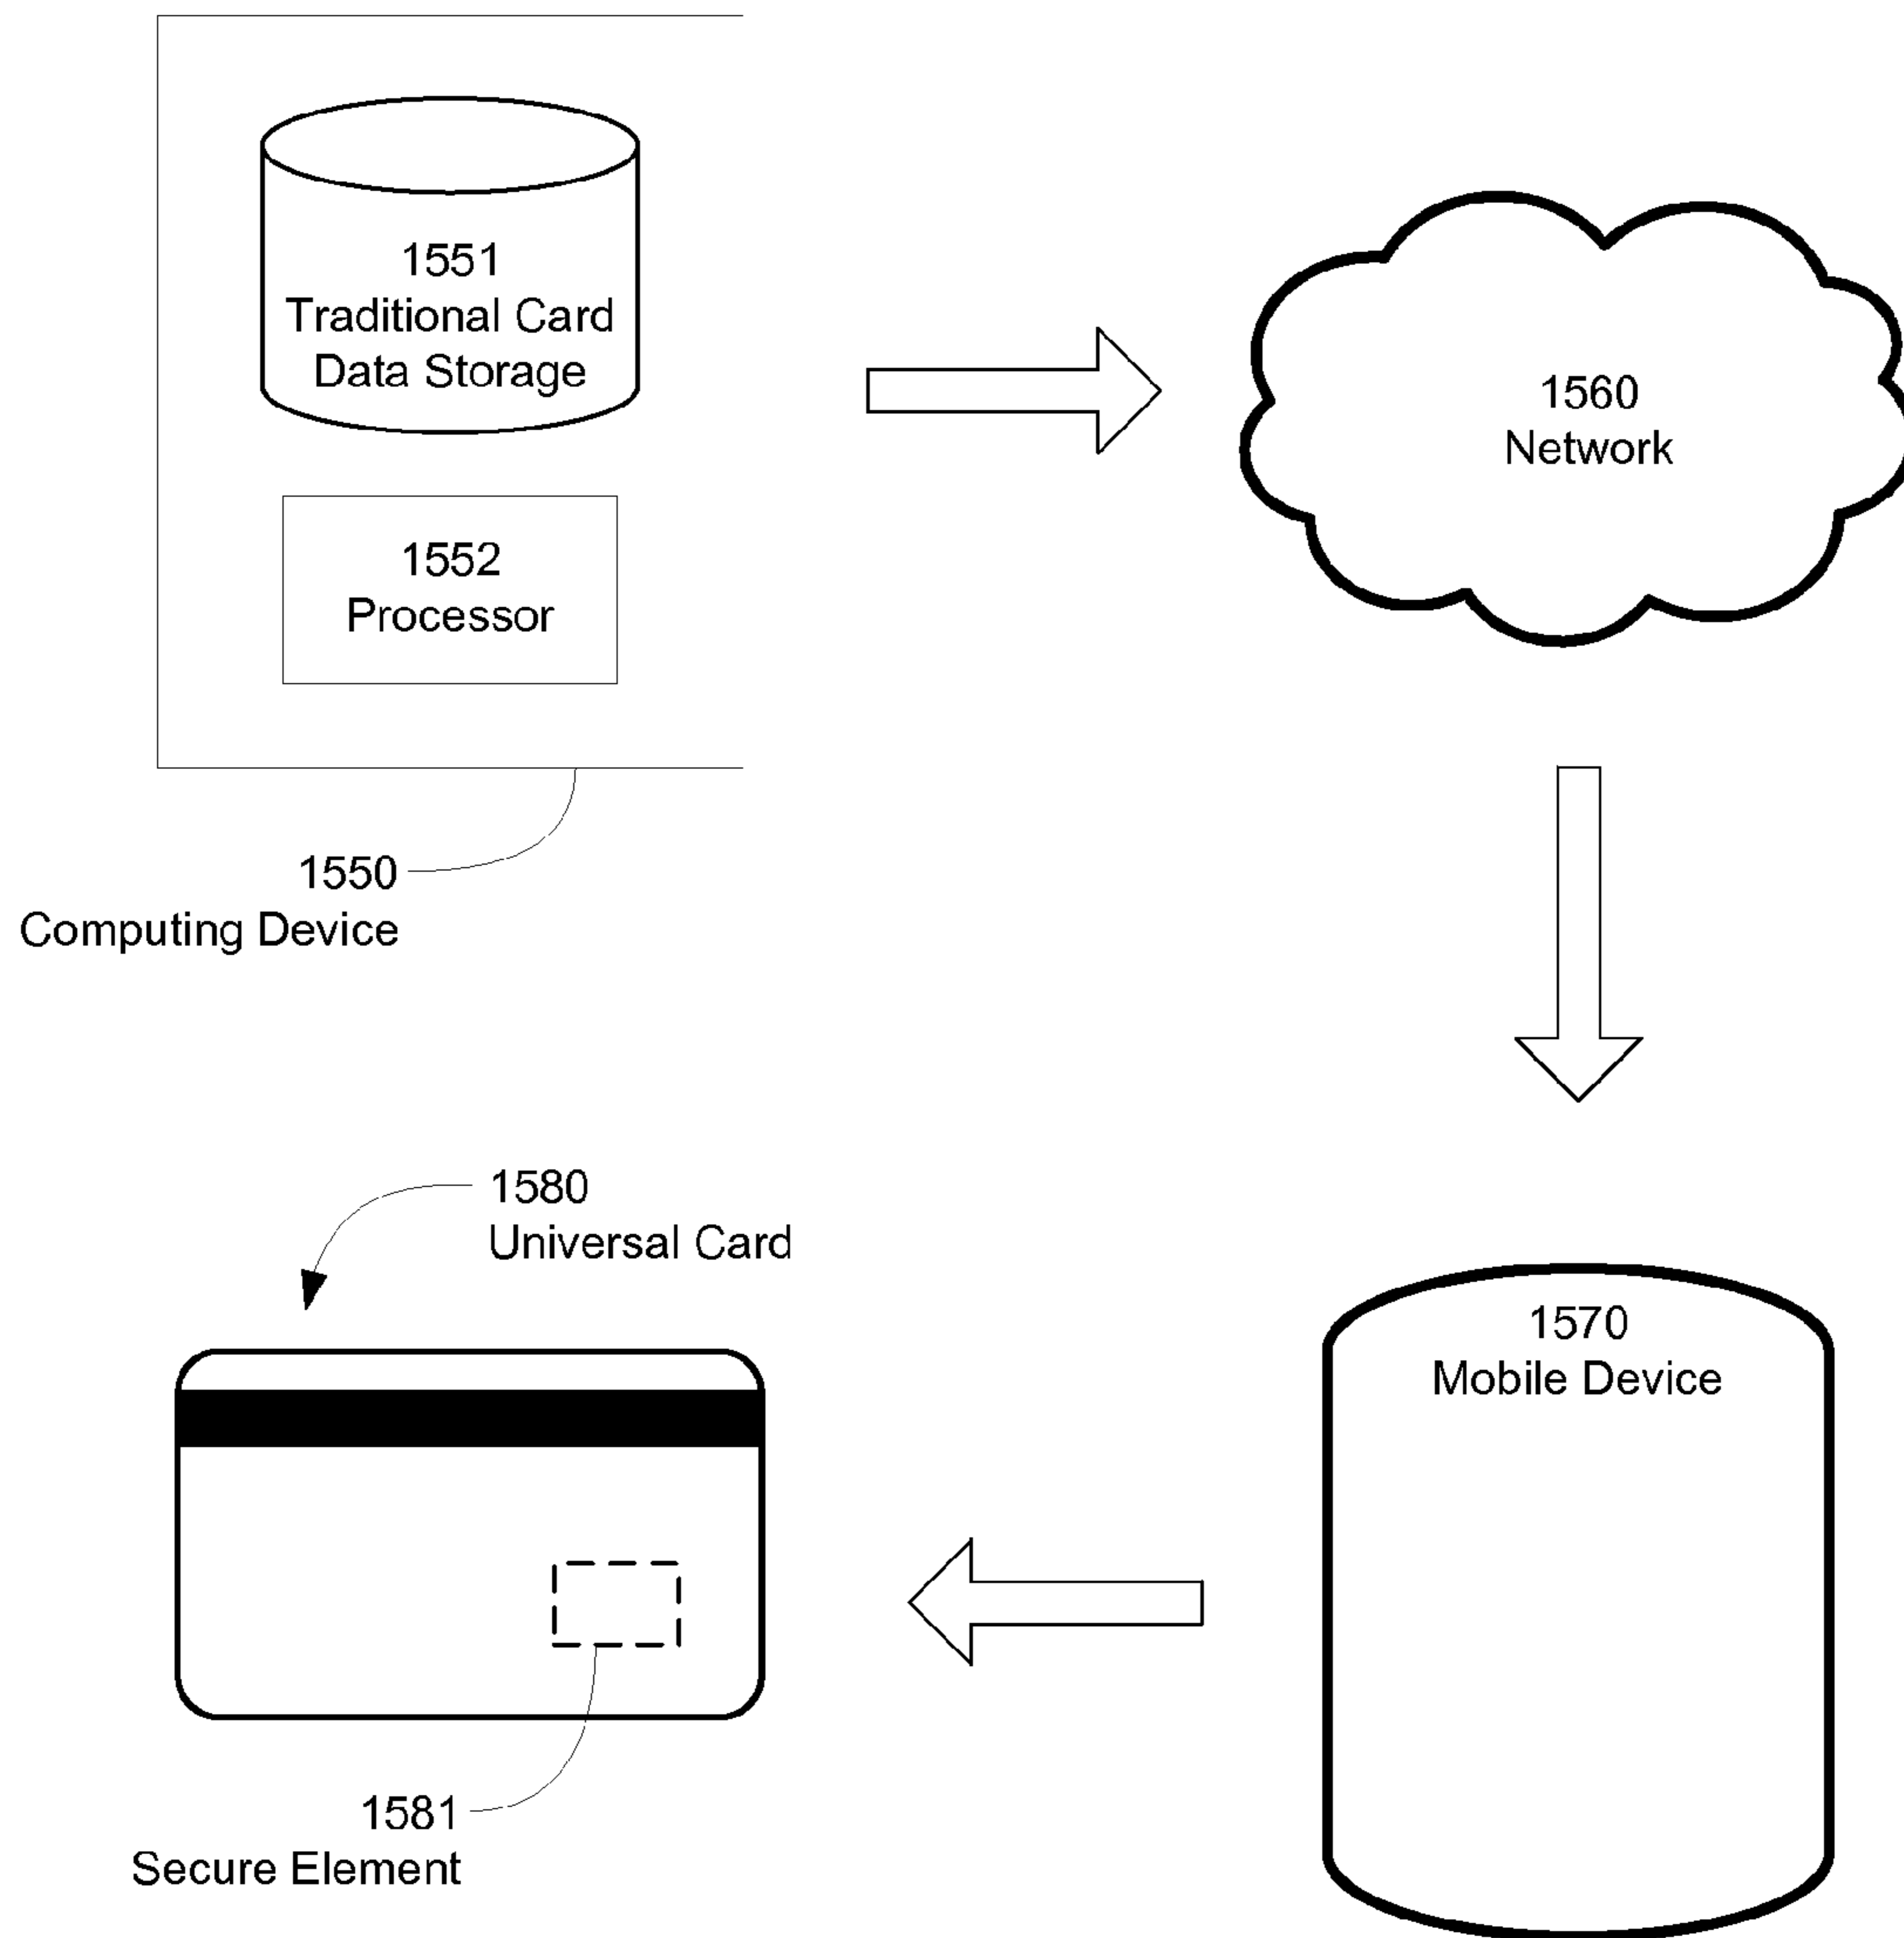 1551
Traditional Card
Data Storage
1552
Processor
1550
Computing Device
1560
Network
1580
Universal Card
1570
Mobile Device
1581
Secure Element